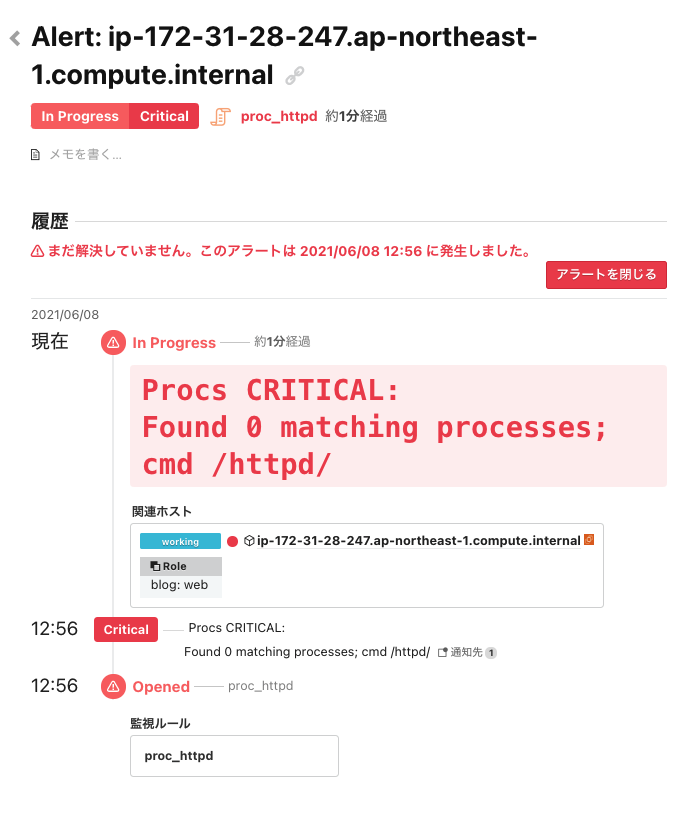 Alert: ip-172-31-28-247.ap-northeast-
1.compute.internal
In Progress Critical proc_httpd 約1分経過
メモを書く...
履歴
まだ解決していません。このアラートは 2021/06/08 12:56 に発生しました。
アラートを閉じる
2021/06/08
現在 In Progress 約1分経過
Procs CRITICAL:
Found 0 matching processes;
cmd /httpd/
関連ホスト
working ip-172-31-28-247.ap-northeast-1.compute.internal
Role
blog: web
12:56 Critical Procs CRITICAL:
Found 0 matching processes; cmd /httpd/ 通知先 1
12:56 Opened proc_httpd
監視ルール
proc_httpd